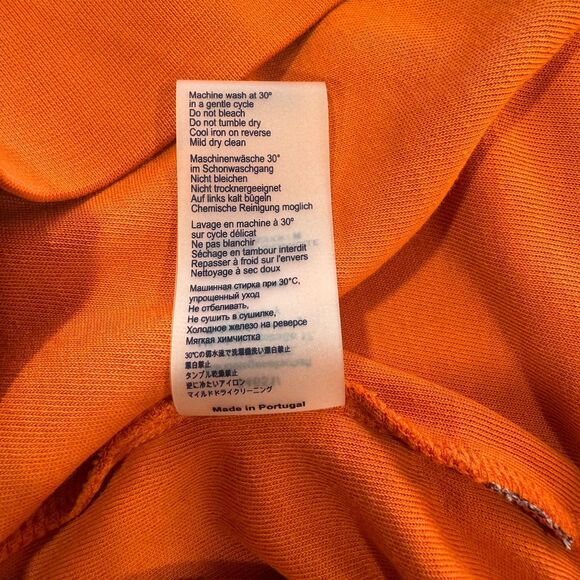 Machine wash at 30º
in a gentle cycle
Do not bleach
Do not tumble dry
Cool iron on reverse
Mild dry clean
Maschinenwäsche 30°
im Schonwaschgang
Nicht bleichen
Nicht trocknergeeignet
Auf links kalt bügeln
Chemische Reinigung moglich
Lavage en machine à 30º
sur cycle délicat
Ne pas blanchir
Séchage en tambour interdit
Repasser à froid sur l'envers
Nettoyage à sec doux
Машинная стирка при 30°C,
упрощенный уход
Не отбеливать,
Не сушить в сушилке,
Холодное железо на реверсе
Мягкая химчистка
30℃の弱水流で洗濯機洗い漂白禁止
漂白禁止
タンブル乾燥禁止
逆に冷たいアイロン
マイルドドライクリーニング
Made in Portugal